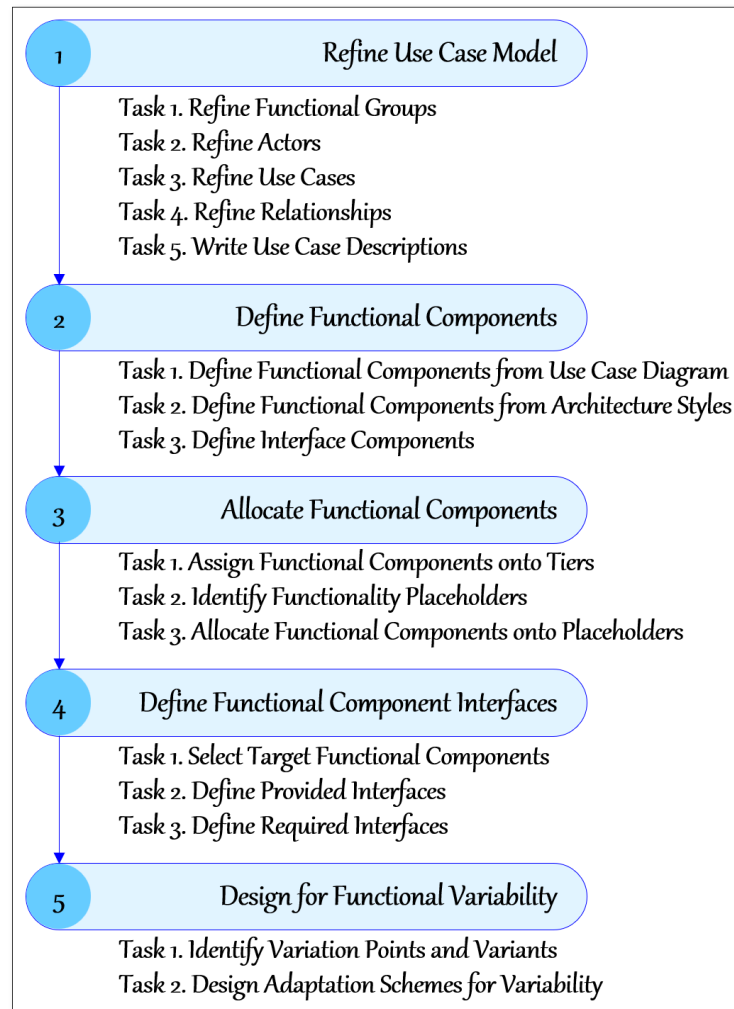 1 Refine Use Case Model
Task 1. Refine Functional Groups
Task 2. Refine Actors
Task 3. Refine Use Cases
Task 4. Refine Relationships
Task 5. Write Use Case Descriptions
2 Define Functional Components
Task 1. Define Functional Components from Use Case Diagram
Task 2. Define Functional Components from Architecture Styles
Task 3. Define Interface Components
3 Allocate Functional Components
Task 1. Assign Functional Components onto Tiers
Task 2. Identify Functionality Placeholders
Task 3. Allocate Functional Components onto Placeholders
4 Define Functional Component Interfaces
Task 1. Select Target Functional Components
Task 2. Define Provided Interfaces
Task 3. Define Required Interfaces
5 Design for Functional Variability
Task 1. Identify Variation Points and Variants
Task 2. Design Adaptation Schemes for Variability